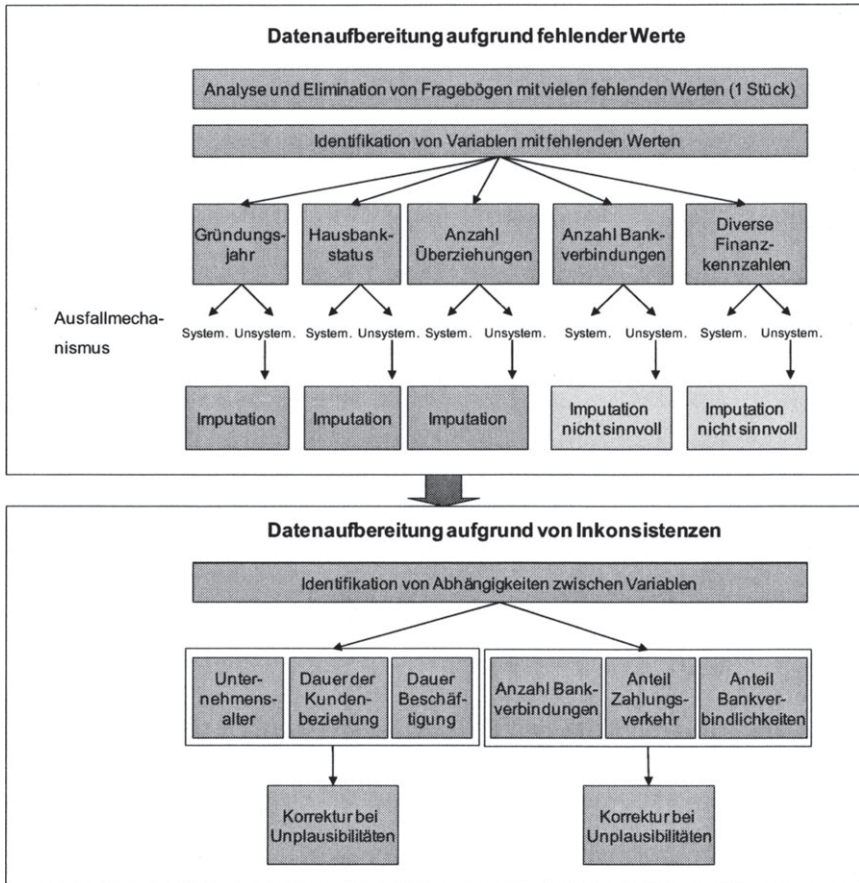 Datenaufbereitung aufgrund fehlender Werte
Analyse und Elimination von Fragebögen mit vielen fehlenden Werten (1 Stück)
Identifikation von Variablen mit fehlenden Werten
Gründungs-
jahr
Hausbank-
status
Anzahl
Überziehungen
Anzahl Bank-
verbindungen
Diverse
Finanz-
kennzahlen
Ausfallmecha-
nismus
System. Unsystem.
System. Unsystem.
System. Unsystem.
System. Unsystem.
System. Unsystem.
Imputation
Imputation
Imputation
Imputation
nicht sinnvoll
Imputation
nicht sinnvoll
Datenaufbereitung aufgrund von Inkonsistenzen
Identifikation von Abhängigkeiten zwischen Variablen
Unter-
nehmens-
alter
Dauer der
Kunden-
beziehung
Dauer
Beschäf-
tigung
Anzahl Bank-
verbindungen
Anteil
Zahlungs-
verkehr
Anteil
Bankver-
bindlichkeiten
Korrektur bei
Unplausibilitäten
Korrektur bei
Unplausibilitäten